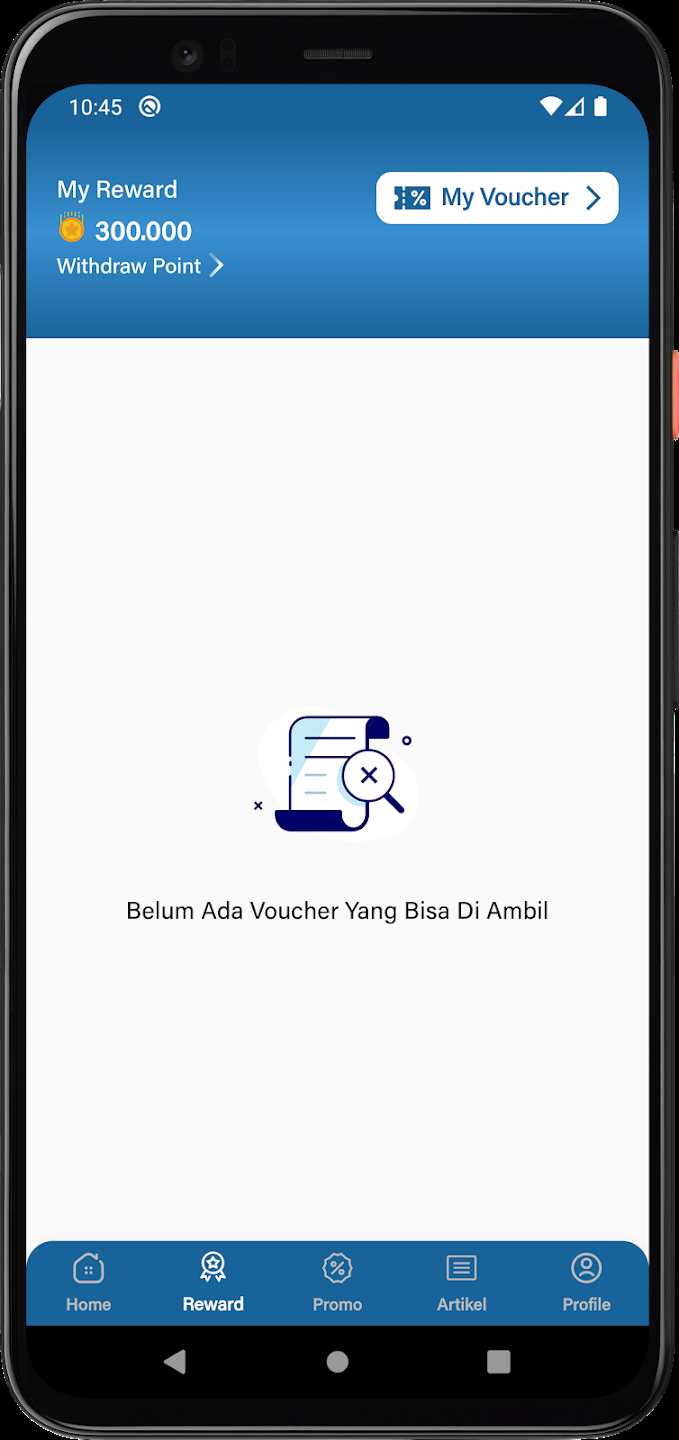 10:45
My Reward
300.000
Withdraw Point
My Voucher
Belum Ada Voucher Yang Bisa Di Ambil
Home
Reward
Promo
Artikel
Profile